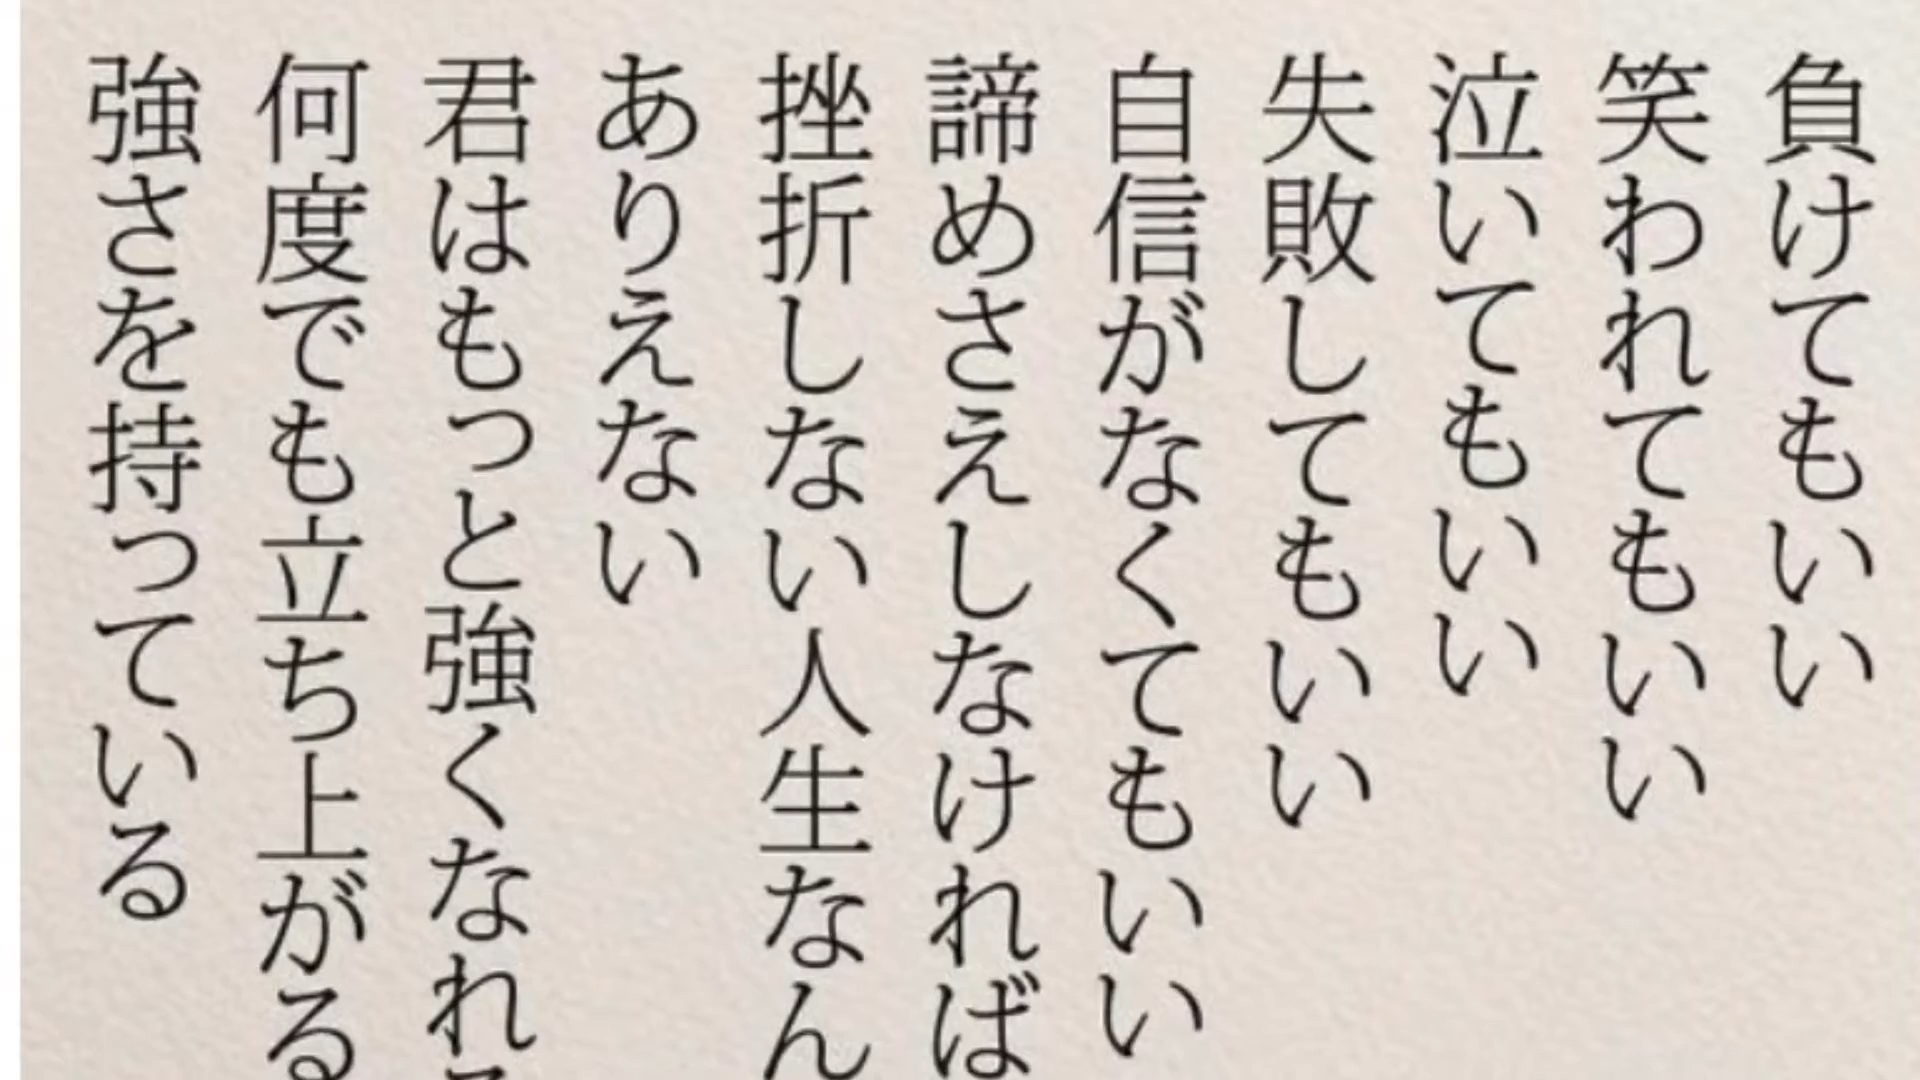 負けてもいい
笑われてもいい
泣いてもいい
失敗してもいい
自信がなくてもいい
諦めさえしなければ
挫折しない人生なん
ありえない
君はもっと強くなれ
何度でも立ち上がる
強さを持っている